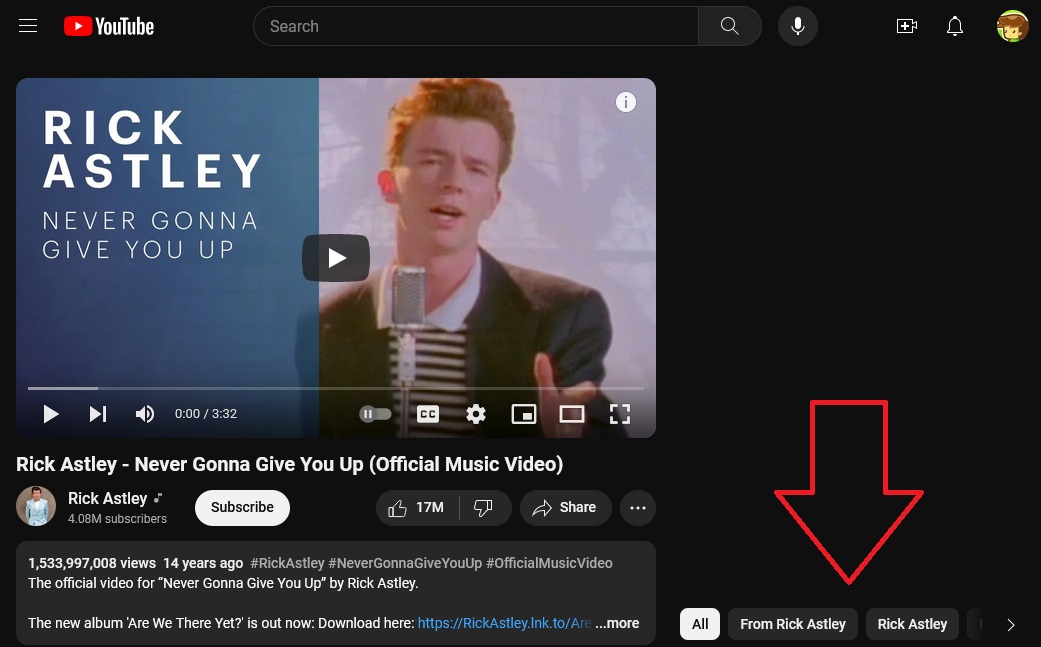 YouTube
Search
RICK
ASTLEY
NEVER GONNA
GIVE YOU UP
0:00 / 3:32
CC
Rick Astley - Never Gonna Give You Up (Official Music Video)
Rick Astley
4.08M subscribers
Subscribe
17M
Share
1,533,997,008 views 14 years ago #RickAstley #NeverGonnaGiveYouUp #OfficialMusicVideo
The official video for “Never Gonna Give You Up” by Rick Astley.
The new album 'Are We There Yet?' is out now: Download here: https://RickAstley.lnk.to/Are ...more
All
From Rick Astley
Rick Astley